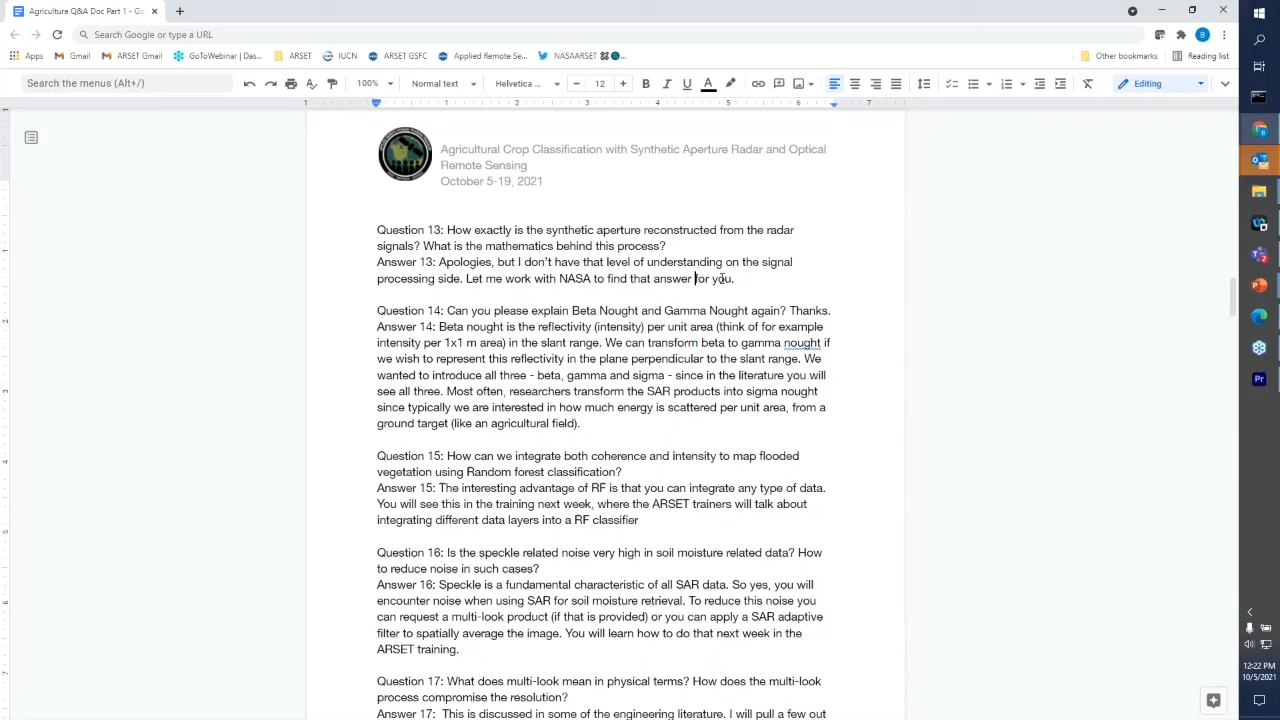 Agriculture Q&A Doc Part 1 - Go
Search Google or type a URL
Apps Gmail ARSET Gmail GoToWebinar | Das... ARSET IUCN ARSET GSFC Applied Remote Se... NASAARSET Other bookmarks Reading list
Search the menus (Alt+/) 100% Normal text Helvetica ... 12 B I U A Editing
1 1 2 3 4 5 6 7
Agricultural Crop Classification with Synthetic Aperture Radar and Optical
Remote Sensing
October 5-19, 2021
Question 13: How exactly is the synthetic aperture reconstructed from the radar
signals? What is the mathematics behind this process?
Answer 13: Apologies, but I don't have that level of understanding on the signal
processing side. Let me work with NASA to find that answer for you.
Question 14: Can you please explain Beta Nought and Gamma Nought again? Thanks.
Answer 14: Beta nought is the reflectivity (intensity) per unit area (think of for example
intensity per 1x1 m area) in the slant range. We can transform beta to gamma nought if
we wish to represent this reflectivity in the plane perpendicular to the slant range. We
wanted to introduce all three - beta, gamma and sigma - since in the literature you will
see all three. Most often, researchers transform the SAR products into sigma nought
since typically we are interested in how much energy is scattered per unit area, from a
ground target (like an agricultural field).
Question 15: How can we integrate both coherence and intensity to map flooded
vegetation using Random forest classification?
Answer 15: The interesting advantage of RF is that you can integrate any type of data.
You will see this in the training next week, where the ARSET trainers will talk about
integrating different data layers into a RF classifier
Question 16: Is the speckle related noise very high in soil moisture related data? How
to reduce noise in such cases?
Answer 16: Speckle is a fundamental characteristic of all SAR data. So yes, you will
encounter noise when using SAR for soil moisture retrieval. To reduce this noise you
can request a multi-look product (if that is provided) or you can apply a SAR adaptive
filter to spatially average the image. You will learn how to do that next week in the
ARSET training.
Question 17: What does multi-look mean in physical terms? How does the multi-look
process compromise the resolution?
Answer 17: This is discussed in some of the engineering literature. I will pull a few out
12:22 PM
10/5/2021